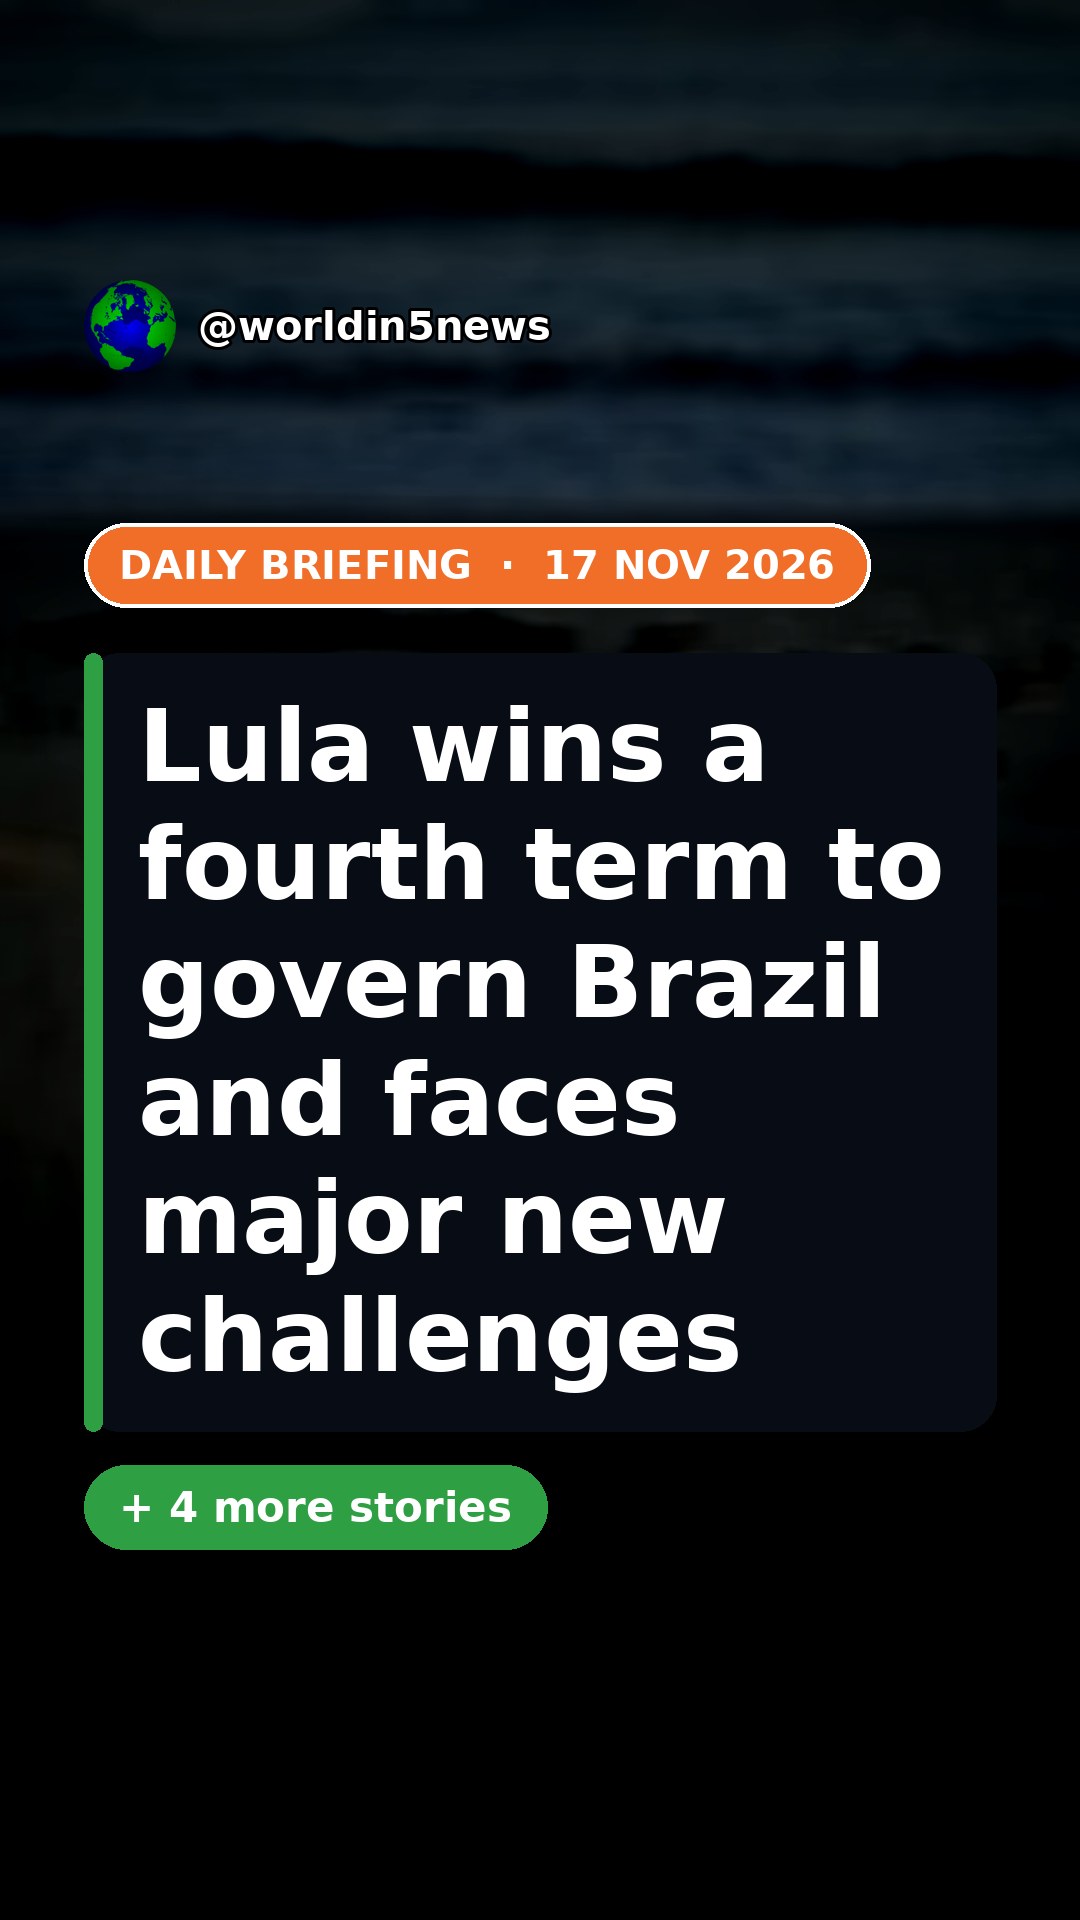 @worldin5news
DAILY BRIEFING · 17 NOV 2026
Lula wins a
fourth term to
govern Brazil
and faces
major new
challenges
+ 4 more stories